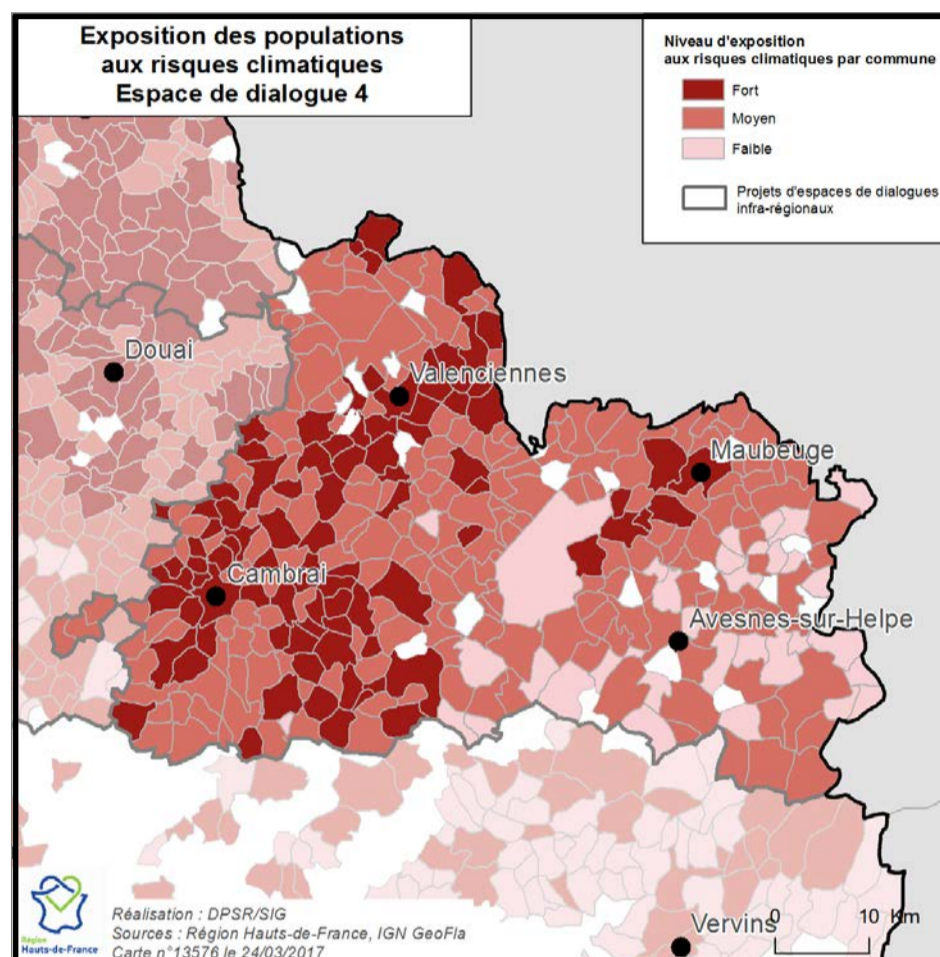 Exposition des populations
aux risques climatiques
Espace de dialogue 4
Niveau d'exposition
aux risques climatiques par commune
Fort
Moyen
Faible
Projets d'espaces de dialogues
infra-régionaux
Douai
Valenciennes
Maubeuge
Cambrai
Avesnes-sur-Helpe
Vervins
0 10 Km
Région
Hauts-de-France
Réalisation : DPSR/SIG
Sources : Région Hauts-de-France, IGN GeoFla
Carte n°13576 le 24/03/2017